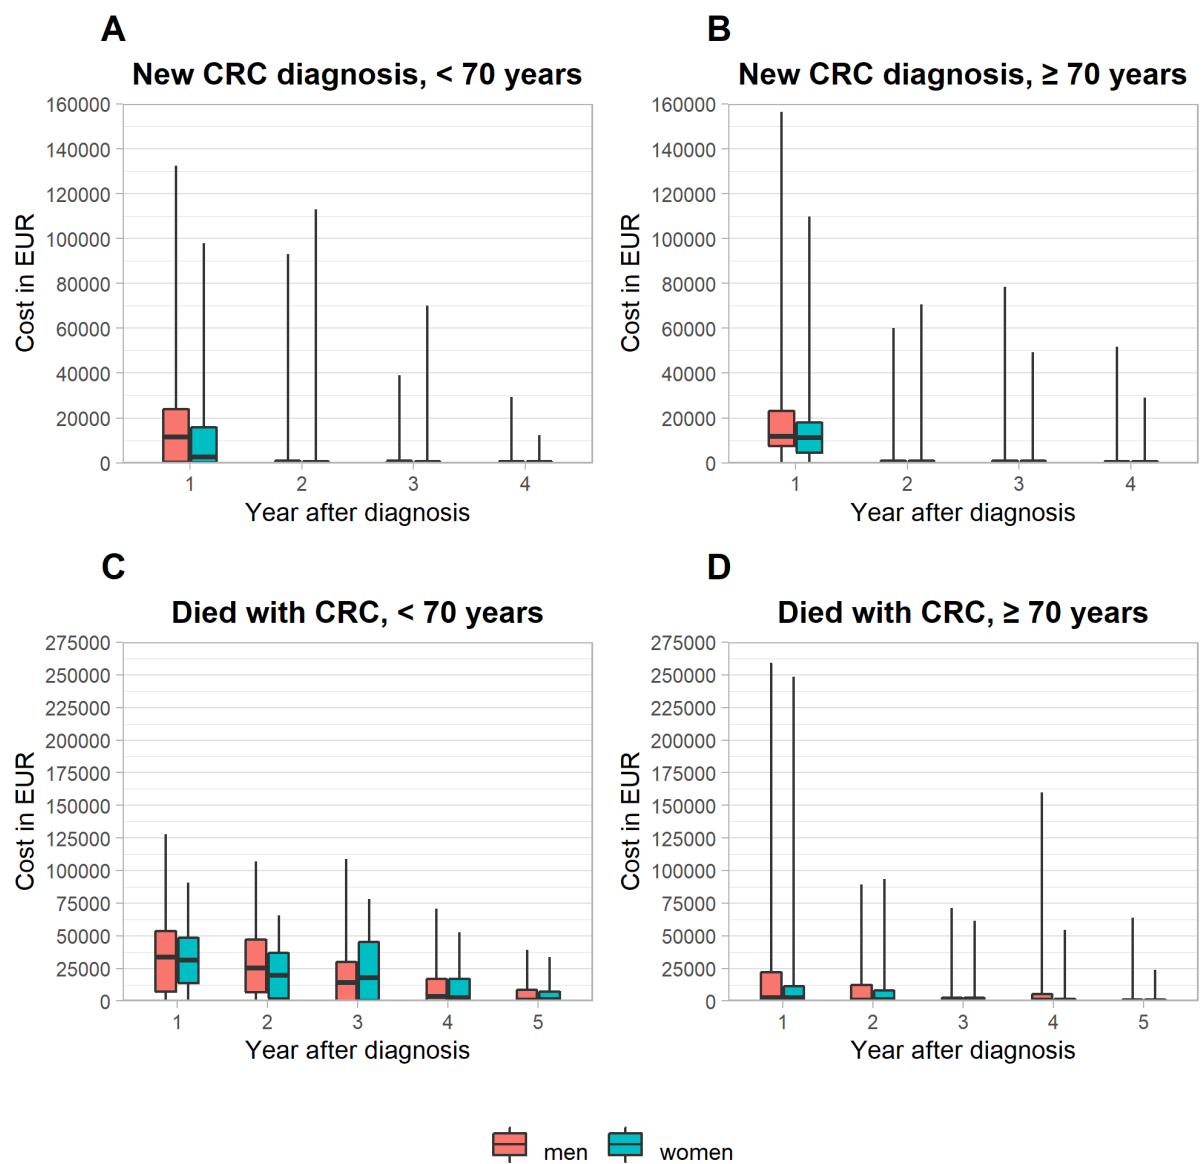 A
New CRC diagnosis, < 70 years
160000
140000
120000
100000
80000
60000
40000
20000
0
Cost in EUR
1 2 3 4
Year after diagnosis
B
New CRC diagnosis, ≥ 70 years
160000
140000
120000
100000
80000
60000
40000
20000
0
Cost in EUR
1 2 3 4
Year after diagnosis
C
Died with CRC, < 70 years
275000
250000
225000
200000
175000
150000
125000
100000
75000
50000
25000
0
Cost in EUR
1 2 3 4 5
Year after diagnosis
D
Died with CRC, ≥ 70 years
275000
250000
225000
200000
175000
150000
125000
100000
75000
50000
25000
0
Cost in EUR
1 2 3 4 5
Year after diagnosis
men women